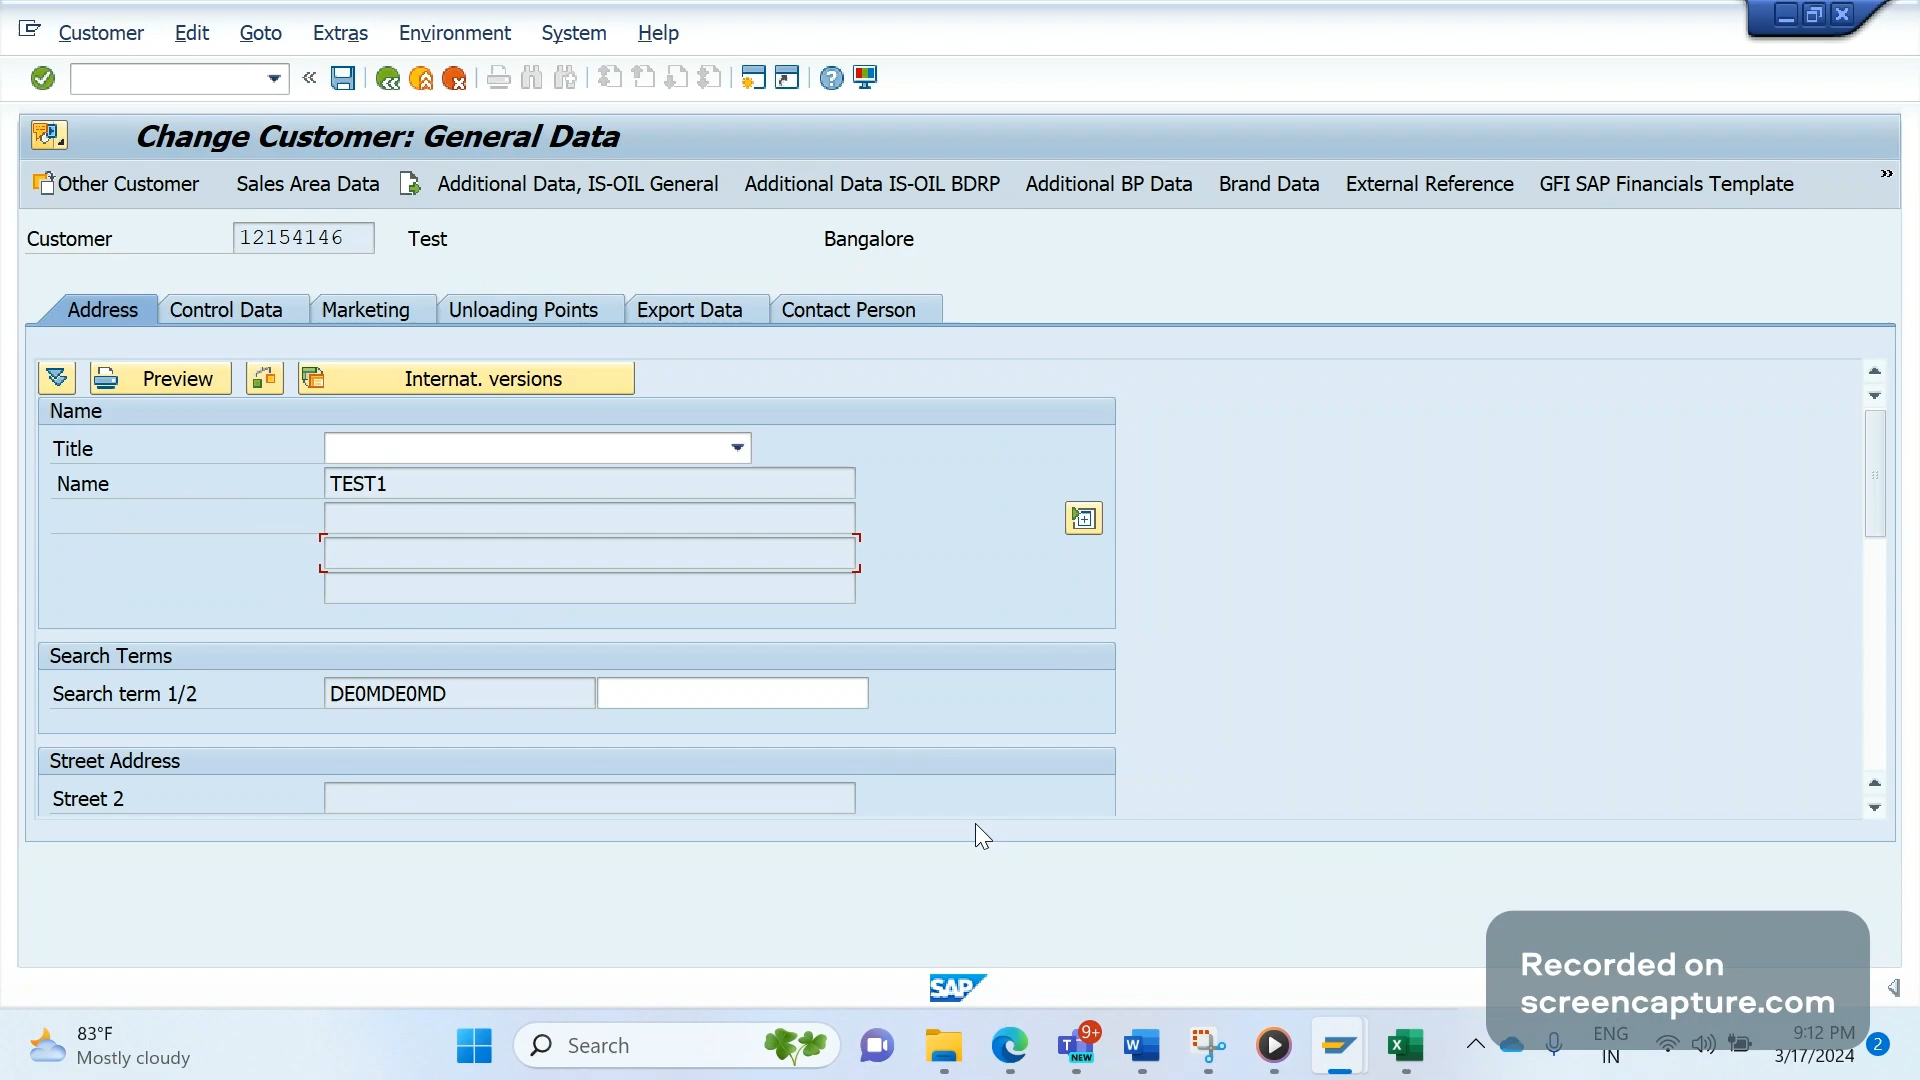 Customer Edit Goto Extras Environment System Help
Change Customer: General Data
Other Customer Sales Area Data Additional Data, IS-OIL General Additional Data IS-OIL BDRP Additional BP Data Brand Data External Reference GFI SAP Financials Template
Customer 12154146 Test Bangalore
Address Control Data Marketing Unloading Points Export Data Contact Person
Preview Internat. versions
Name
Title
Name TEST1
Search Terms
Search term 1/2 DE0MDE0MD
Street Address
Street 2
SAP
Recorded on
screencapture.com
83°F
Mostly cloudy
Search
9+
T
NEW
W
X
ENG
IN
9:12 PM
3/17/2024
2